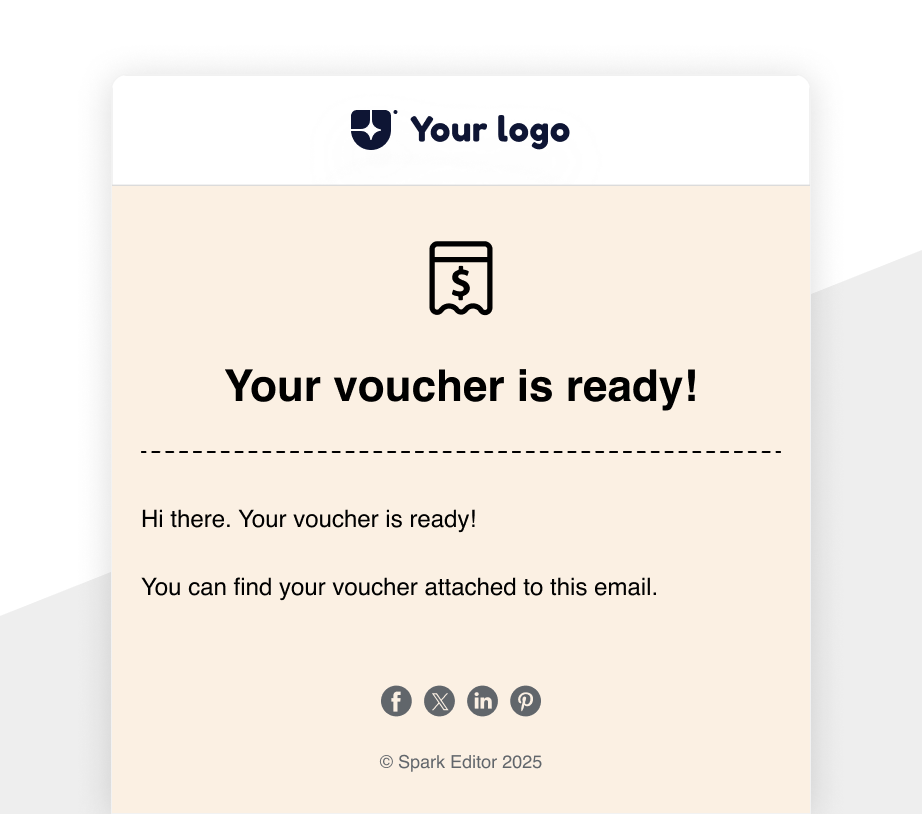 Your logo
$
Your voucher is ready!
Hi there. Your voucher is ready!
You can find your voucher attached to this email.
f X in P
© Spark Editor 2025